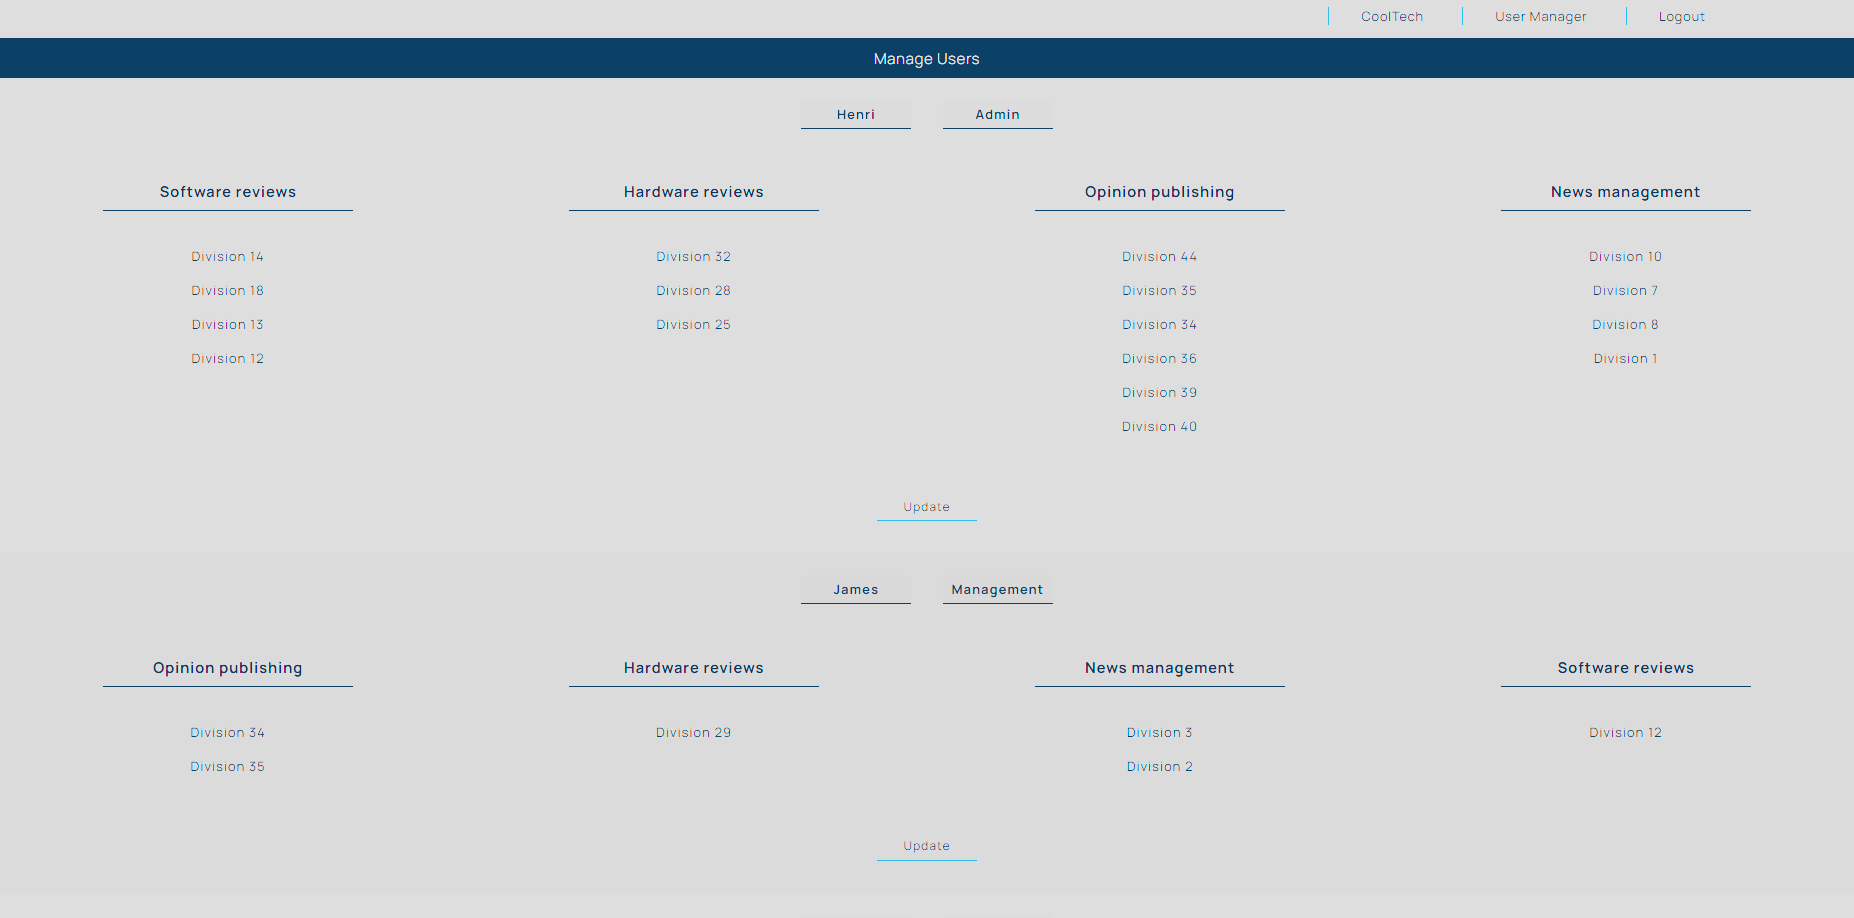 CoolTech User Manager Logout
Manage Users
Henri Admin
Software reviews Hardware reviews Opinion publishing News management
Division 14 Division 32 Division 44 Division 10
Division 18 Division 28 Division 35 Division 7
Division 13 Division 25 Division 34 Division 8
Division 12 Division 36 Division 1
Division 39
Division 40
Update
James Management
Opinion publishing Hardware reviews News management Software reviews
Division 34 Division 29 Division 3 Division 12
Division 35 Division 2
Update